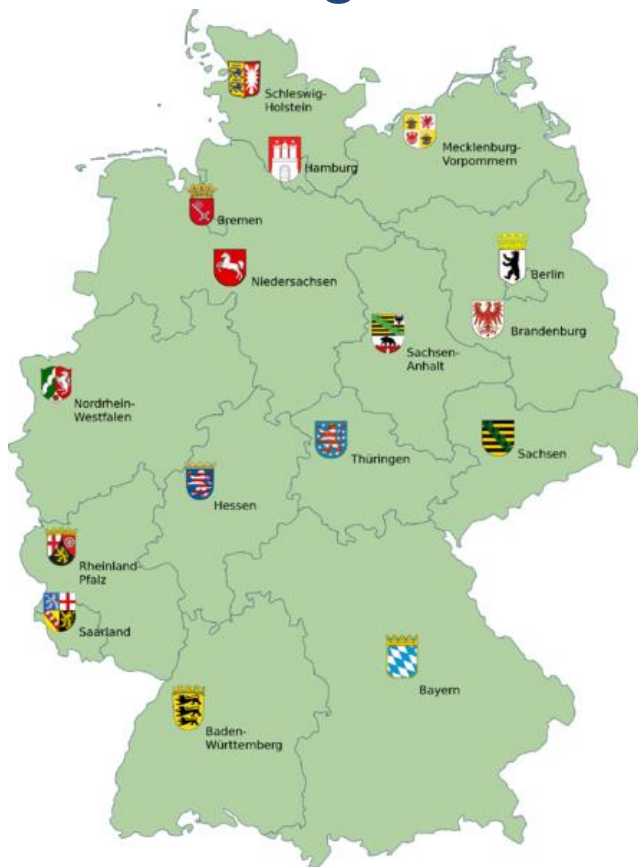 Schleswig-
Holstein
Mecklenburg-
Vorpommern
Hamburg
Bremen
Niedersachsen
Berlin
Brandenburg
Sachsen-
Anhalt
Nordrhein-
Westfalen
Thüringen
Sachsen
Hessen
Rheinland-
Pfalz
Saarland
Bayern
Baden-
Württemberg